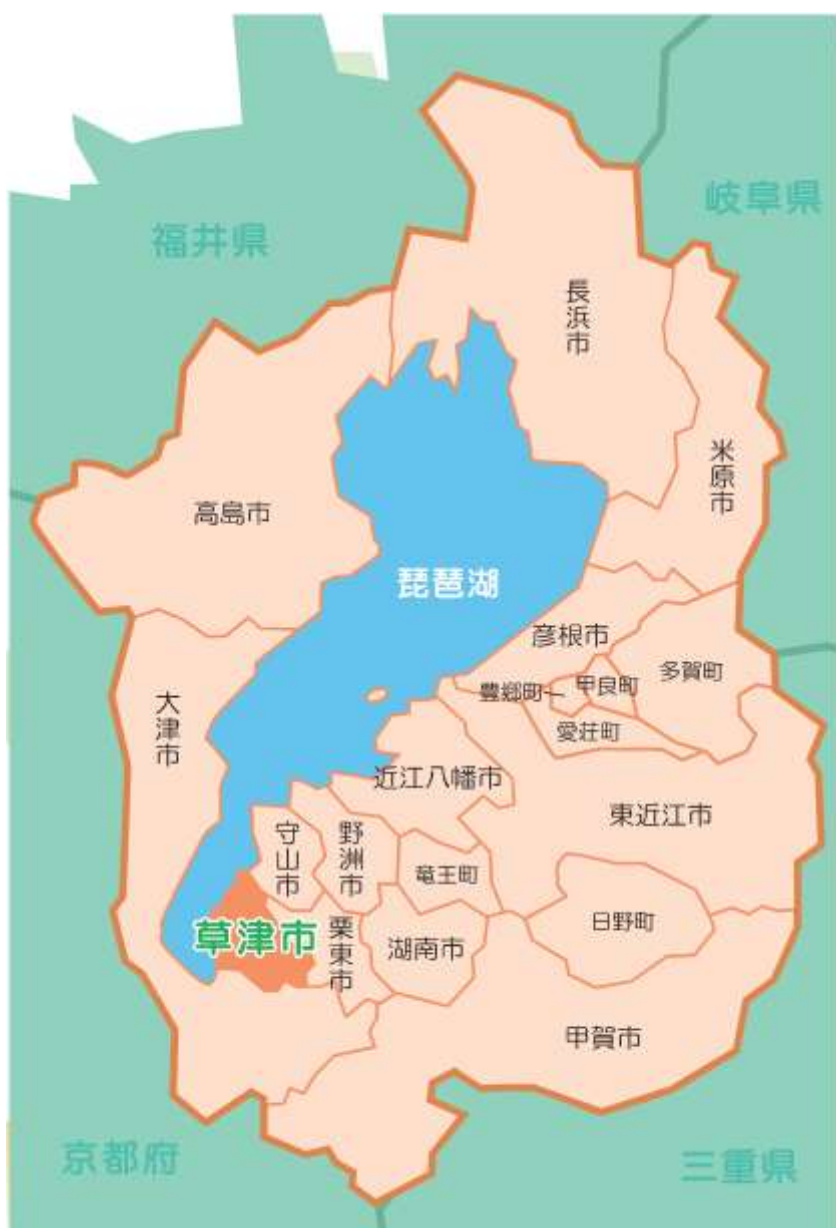 福井県
岐阜県
長浜市
米原市
高島市
琵琶湖
彦根市
多賀町
豊郷町
甲良町
愛荘町
大津市
近江八幡市
東近江市
守山市
野洲市
竜王町
日野町
草津市
栗東市
湖南市
甲賀市
京都府
三重県